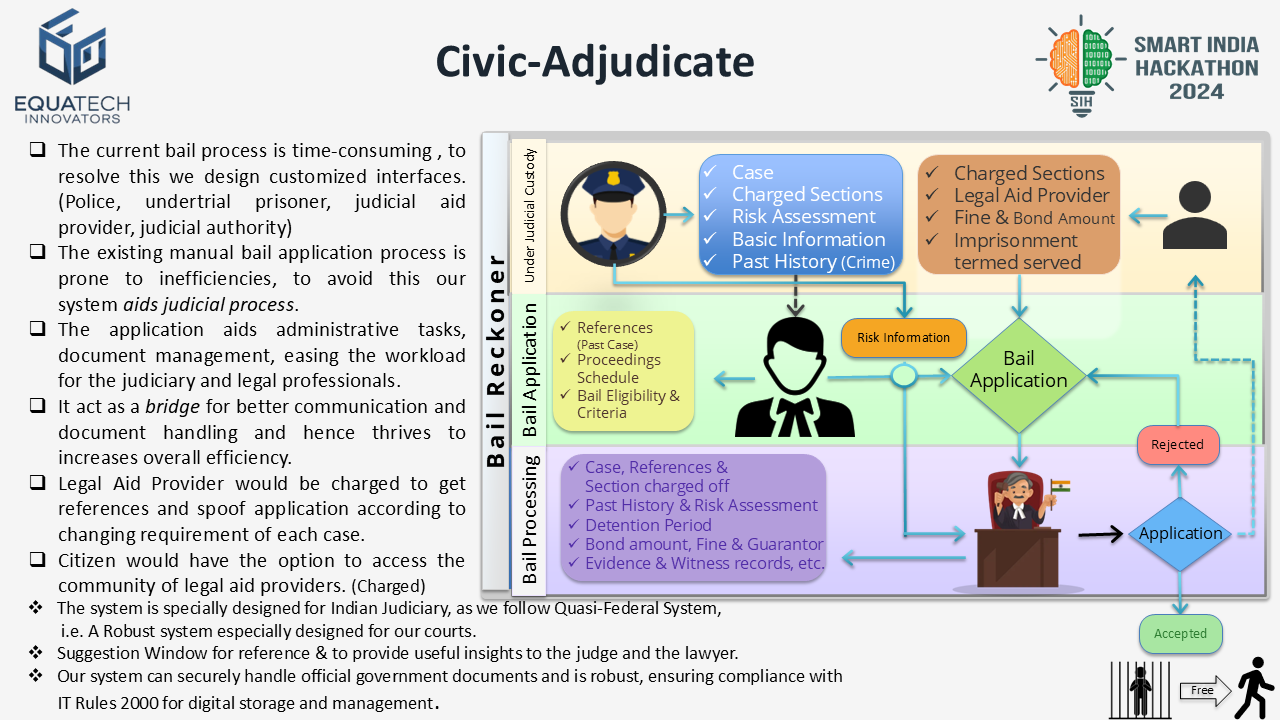 EQUATECH
INNOVATORS
Civic-Adjudicate
SIH
SMART INDIA
HACKATHON
2024
The current bail process is time-consuming , to
resolve this we design customized interfaces.
(Police, undertrial prisoner, judicial aid
provider, judicial authority)
The existing manual bail application process is
prone to inefficiencies, to avoid this our
system aids judicial process.
The application aids administrative tasks,
document management, easing the workload
for the judiciary and legal professionals.
It act as a bridge for better communication and
document handling and hence thrives to
increases overall efficiency.
Legal Aid Provider would be charged to get
references and spoof application according to
changing requirement of each case.
Citizen would have the option to access the
community of legal aid providers. (Charged)
The system is specially designed for Indian Judiciary, as we follow Quasi-Federal System,
i.e. A Robust system especially designed for our courts.
Suggestion Window for reference & to provide useful insights to the judge and the lawyer.
Our system can securely handle official government documents and is robust, ensuring compliance with
IT Rules 2000 for digital storage and management.
Bail Reckoner
Under Judicial Custody
Case
Charged Sections
Risk Assessment
Basic Information
Past History (Crime)
Charged Sections
Legal Aid Provider
Fine & Bond Amount
Imprisonment
termed served
Bail Application
References
(Past Case)
Proceedings
Schedule
Bail Eligibility &
Criteria
Risk Information
Bail
Application
Rejected
Bail Processing
Case, References &
Section charged off
Past History & Risk Assessment
Detention Period
Bond amount, Fine & Guarantor
Evidence & Witness records, etc.
Application
Accepted
Free